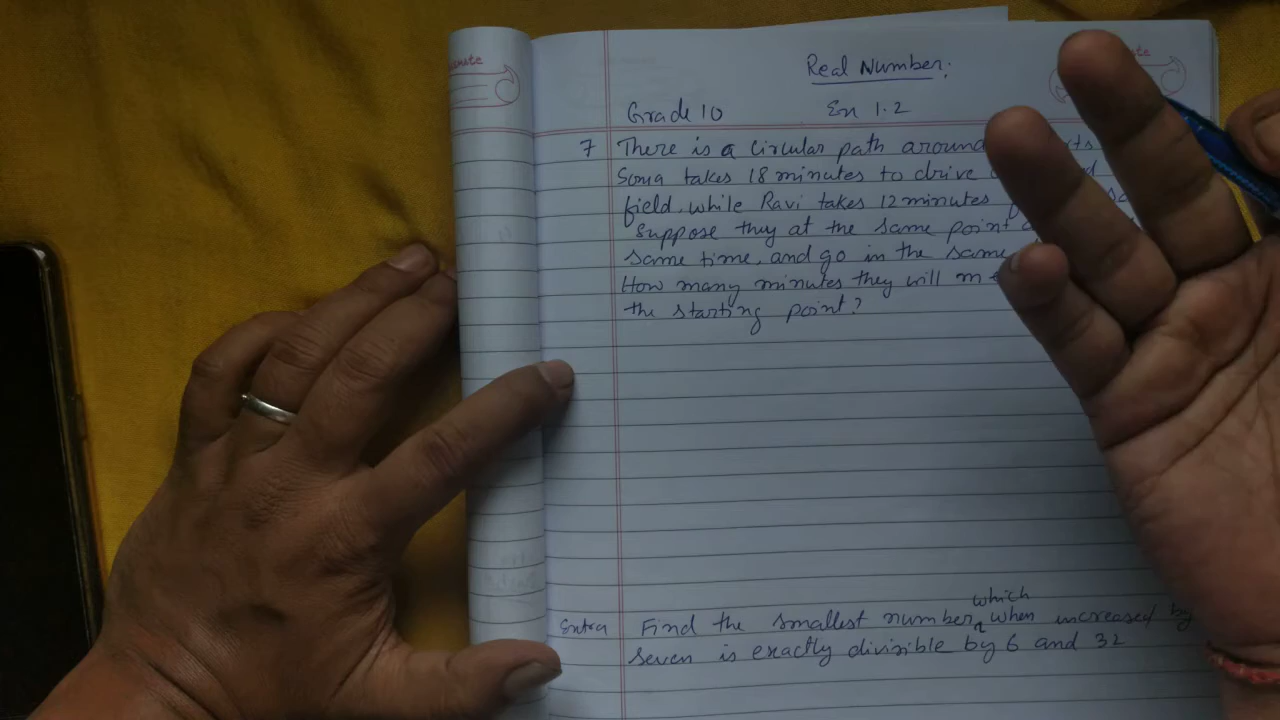 Real Number:
Grade 10 Ex 1.2
7 There is a Circular path around
Sonia takes 18 minutes to drive
field, while Ravi takes 12 minutes
Suppose they at the same point
same time, and go in the same
How many minutes they will
the starting point?
which
Extra Find the smallest number, when increased by
seven is exactly divisible by 6 and 32